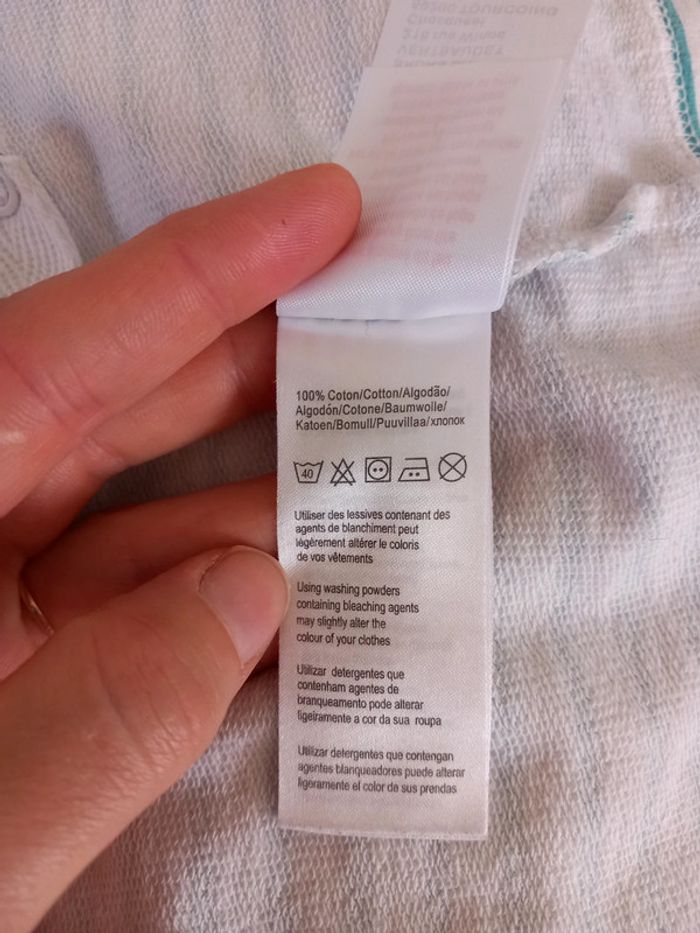 VERTBAUDET
100% Coton/Cotton/Algodão/
Algodón/Cotone/Baumwolle/
Katoen/Bomull/Puuvillaa/хлопок
40
Utiliser des lessives contenant des
agents de blanchiment peut
légèrement altérer le coloris
de vos vêtements
Using washing powders
containing bleaching agents
may slightly alter the
colour of your clothes
Utilizar detergentes que
contenham agentes de
branqueamento pode alterar
ligeiramente a cor da sua roupa
Utilizar detergentes que contengan
agentes blanqueadores puede alterar
ligeramente el color de sus prendas